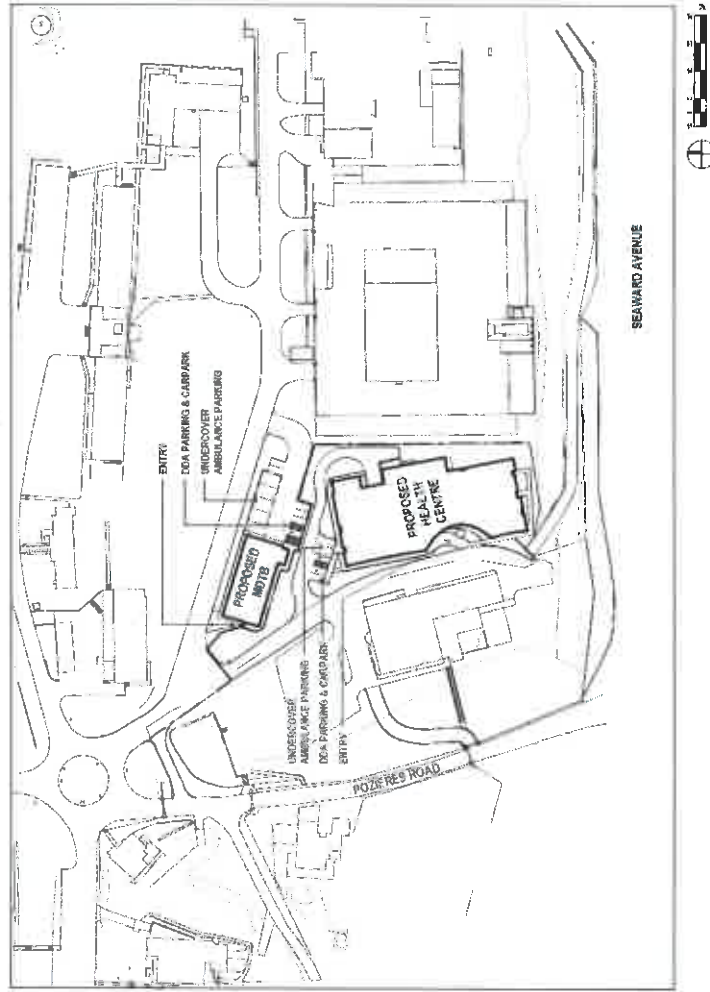 ENTRY
DDA PARKING & CARPARK
UNDERCOVER
AMBULANCE PARKING
PROPOSED
MOTB
PROPOSED
HEALTH
CENTRE
UNDERCOVER
AMBULANCE PARKING
DDA PARKING & CARPARK
ENTRY
POZIERES ROAD
SEAWARD AVENUE